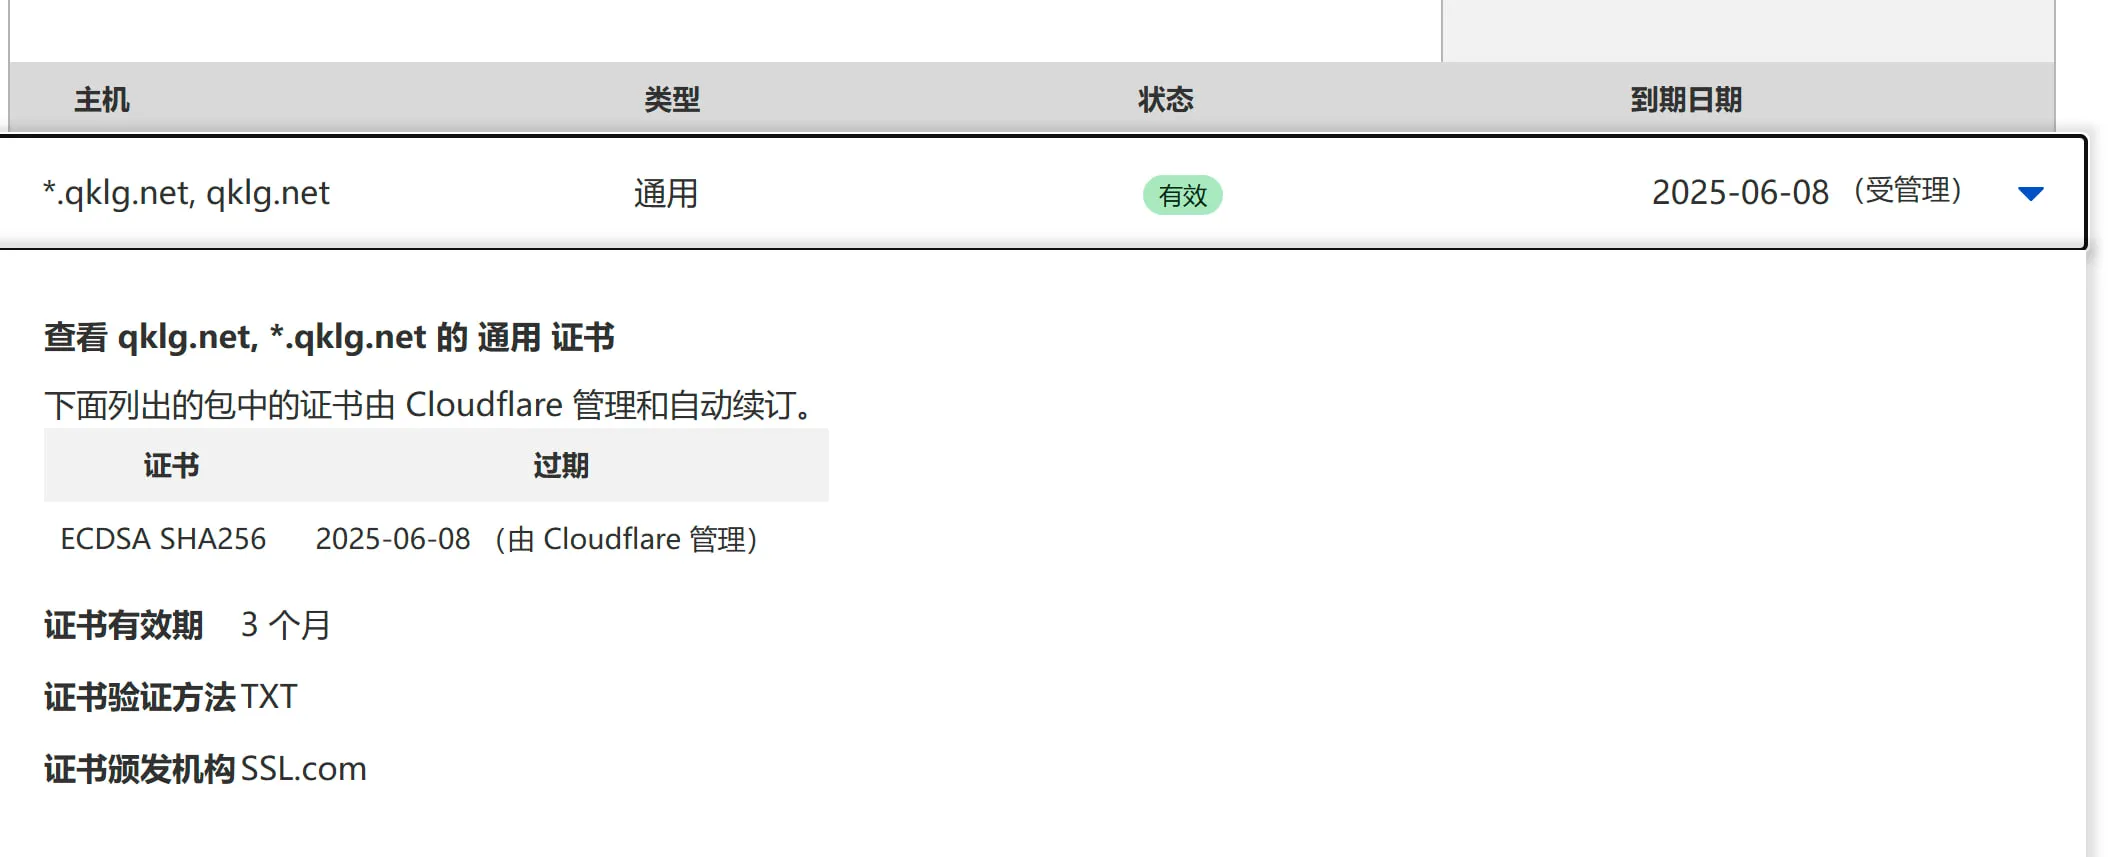 主机 类型 状态 到期日期
*.qklg.net, qklg.net 通用 有效 2025-06-08 （受管理）
查看 qklg.net, *.qklg.net 的 通用 证书
下面列出的包中的证书由 Cloudflare 管理和自动续订。
证书 过期
ECDSA SHA256 2025-06-08 （由 Cloudflare 管理）
证书有效期 3 个月
证书验证方法 TXT
证书颁发机构 SSL.com